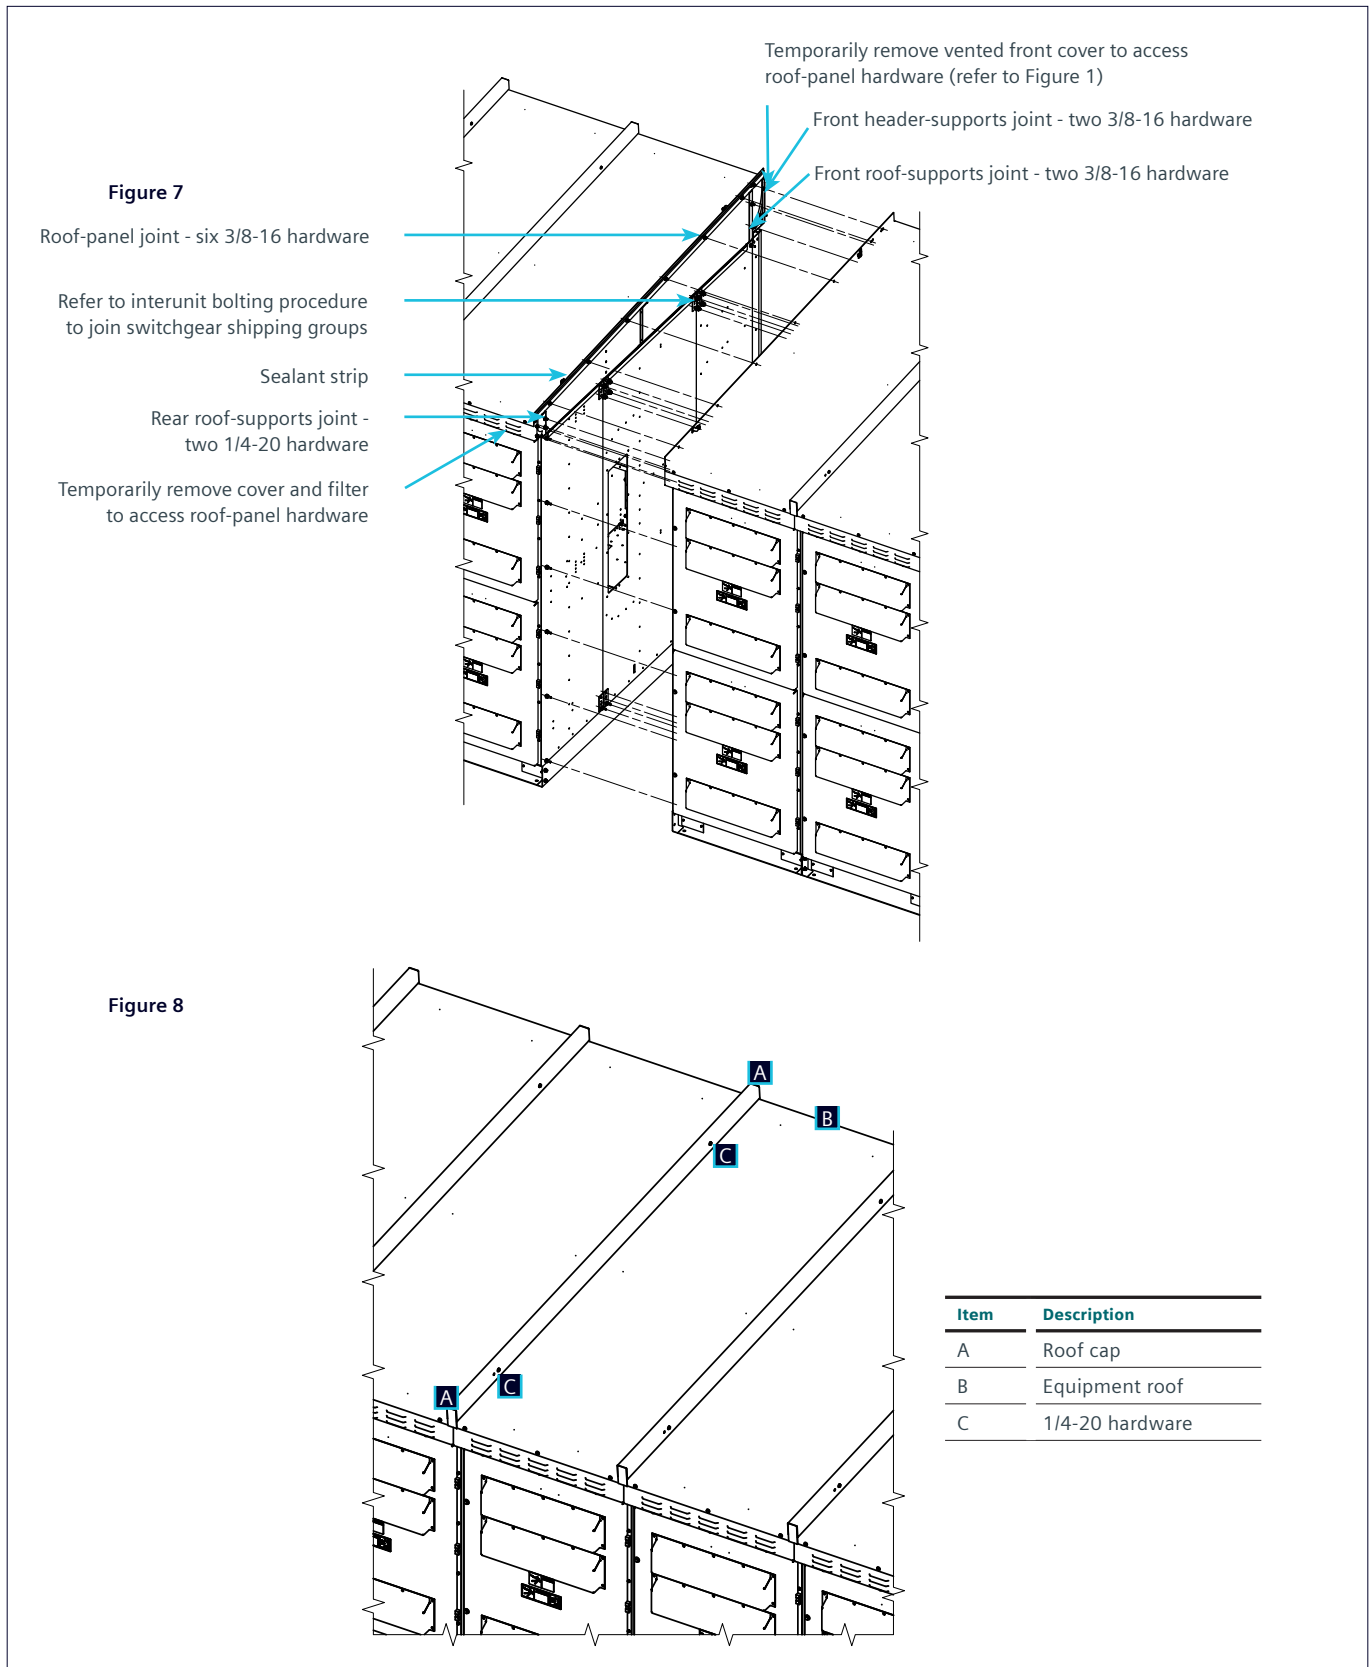 Temporarily remove vented front cover to access
roof-panel hardware (refer to Figure 1)
Front header-supports joint - two 3/8-16 hardware
Front roof-supports joint - two 3/8-16 hardware
Figure 7
Roof-panel joint - six 3/8-16 hardware
Refer to interunit bolting procedure
to join switchgear shipping groups
Sealant strip
Rear roof-supports joint -
two 1/4-20 hardware
Temporarily remove cover and filter
to access roof-panel hardware
Figure 8
A
B
C
C
A
Item Description
A Roof cap
B Equipment roof
C 1/4-20 hardware